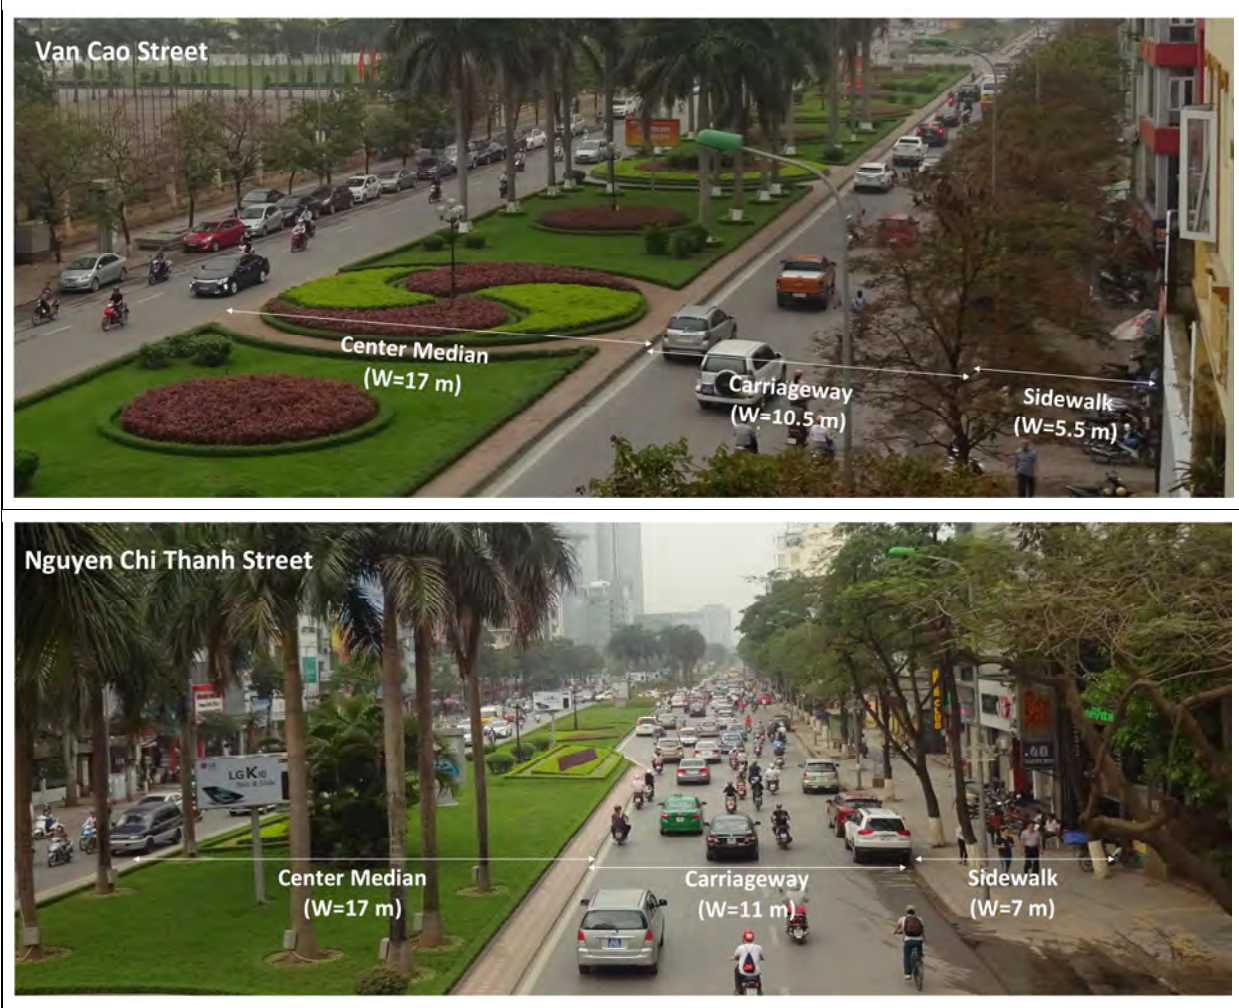 Van Cao Street
Center Median
(W=17 m)
Carriageway
(W=10.5 m)
Sidewalk
(W=5.5 m)
Nguyen Chi Thanh Street
LG K10
Center Median
(W=17 m)
Carriageway
(W=11 m)
Sidewalk
(W=7 m)